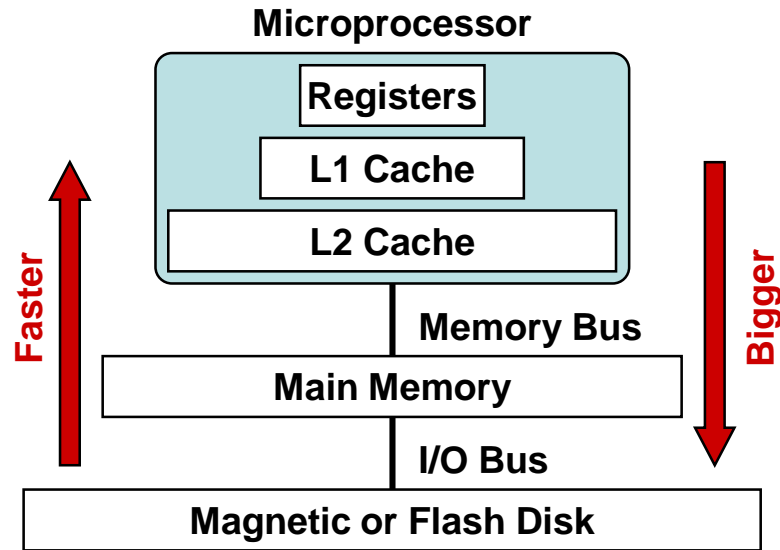 Microprocessor
Registers
L1 Cache
L2 Cache
Faster
Bigger
Memory Bus
Main Memory
I/O Bus
Magnetic or Flash Disk